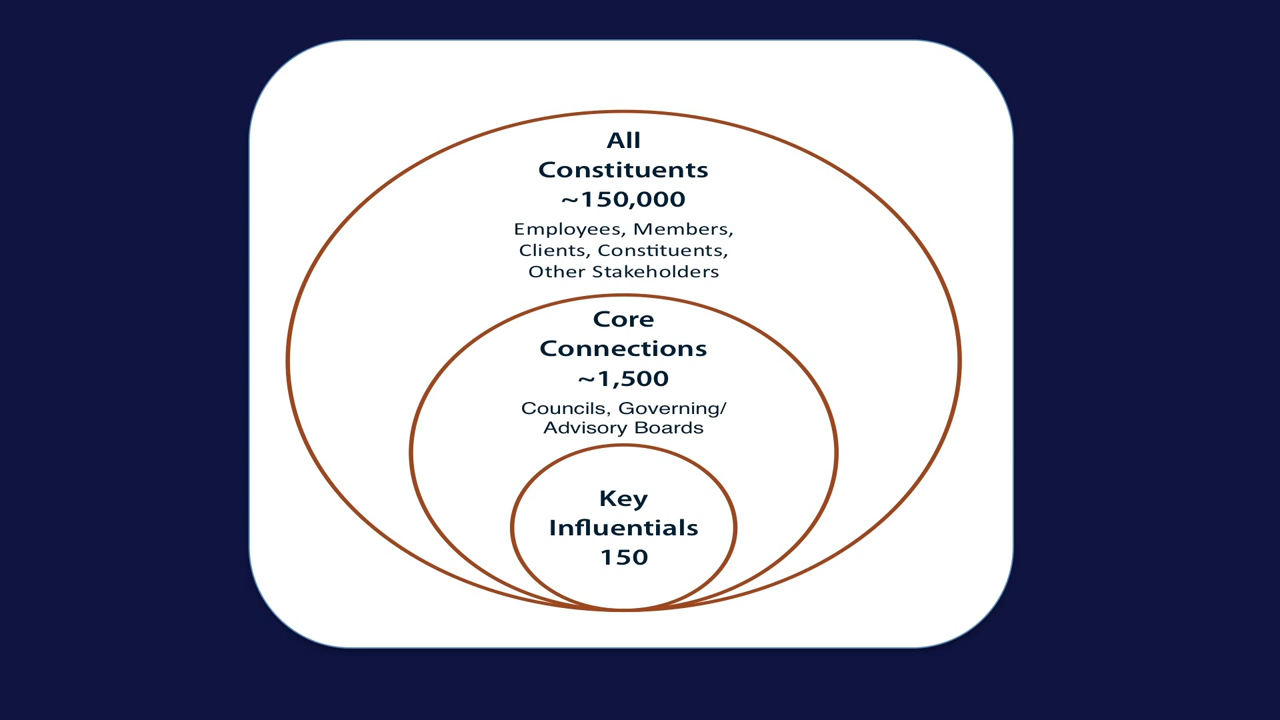 All
Constituents
~150,000
Employees, Members,
Clients, Constituents,
Other Stakeholders
Core
Connections
~1,500
Councils, Governing/
Advisory Boards
Key
Influentials
150